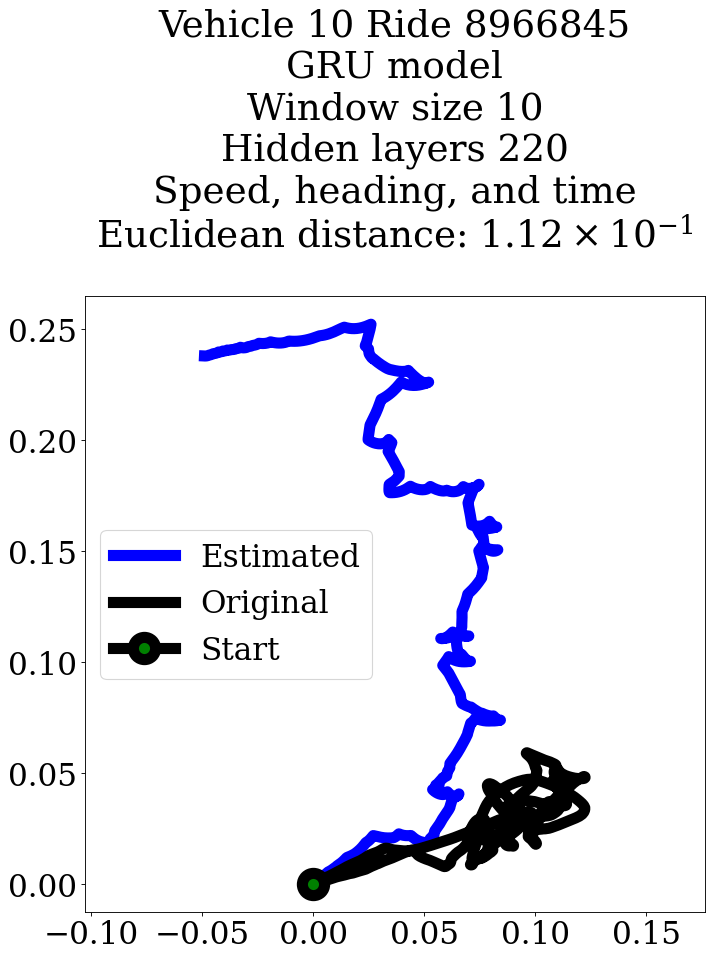 Vehicle 10 Ride 8966845
GRU model
Window size 10
Hidden layers 220
Speed, heading, and time
Euclidean distance: 1.12 × 10⁻¹
0.25
0.20
0.15
0.10
0.05
0.00
Estimated
Original
Start
−0.10 −0.05 0.00 0.05 0.10 0.15